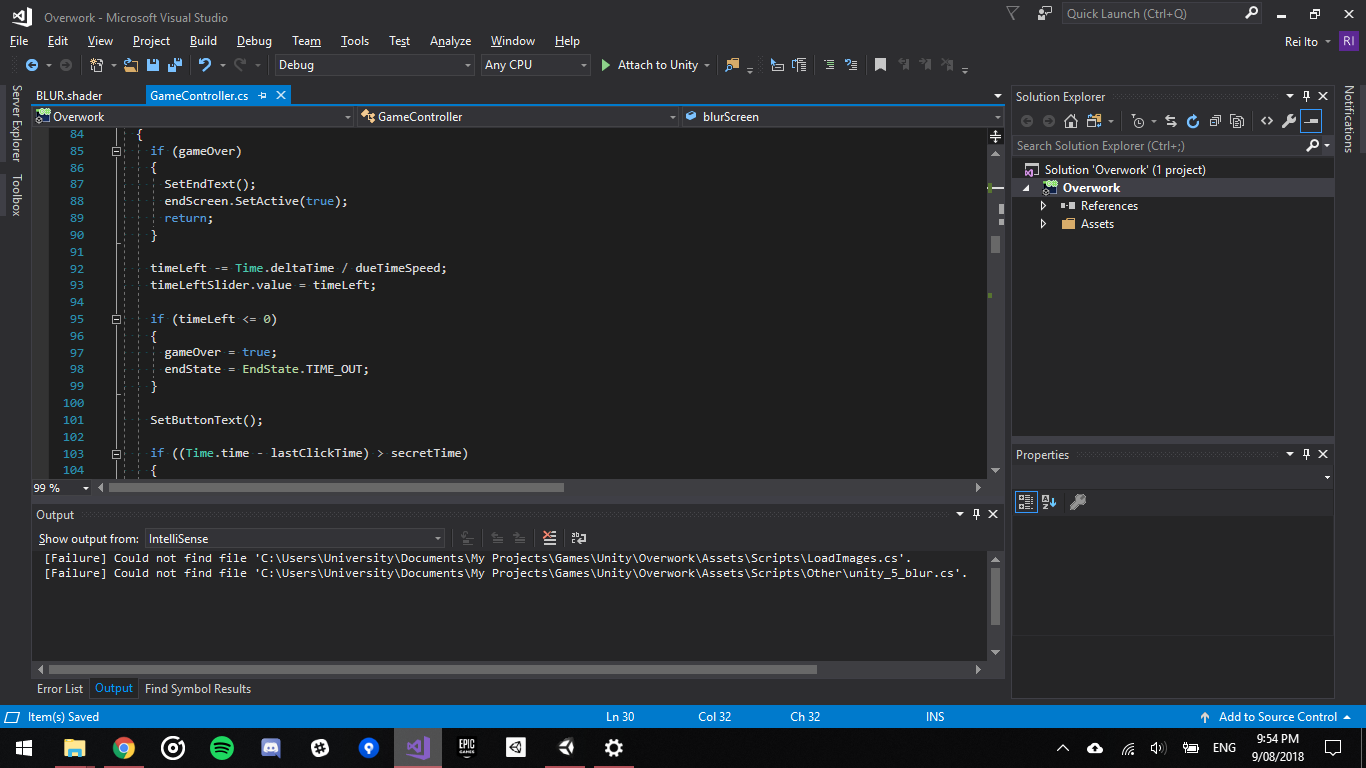 Overwork - Microsoft Visual Studio
Quick Launch (Ctrl+Q)
File Edit View Project Build Debug Team Tools Test Analyze Window Help
Rei Ito RI
Debug Any CPU Attach to Unity
Server Explorer
Toolbox
BLUR.shader GameController.cs
Overwork GameController blurScreen
84 {
85 if (gameOver)
86 {
87 SetEndText();
88 endScreen.SetActive(true);
89 return;
90 }
91
92 timeLeft -= Time.deltaTime / dueTimeSpeed;
93 timeLeftSlider.value = timeLeft;
94
95 if (timeLeft <= 0)
96 {
97 gameOver = true;
98 endState = EndState.TIME_OUT;
99 }
100
101 SetButtonText();
102
103 if ((Time.time - lastClickTime) > secretTime)
104 {
99 %
Output
Show output from: IntelliSense
[Failure] Could not find file 'C:\Users\University\Documents\My Projects\Games\Unity\Overwork\Assets\Scripts\LoadImages.cs'.
[Failure] Could not find file 'C:\Users\University\Documents\My Projects\Games\Unity\Overwork\Assets\Scripts\Other\unity_5_blur.cs'.
Error List Output Find Symbol Results
Solution Explorer
Search Solution Explorer (Ctrl+;)
Solution 'Overwork' (1 project)
Overwork
References
Assets
Properties
Notifications
Item(s) Saved Ln 30 Col 32 Ch 32 INS Add to Source Control
EPIC
GAMES
ENG
9:54 PM
9/08/2018